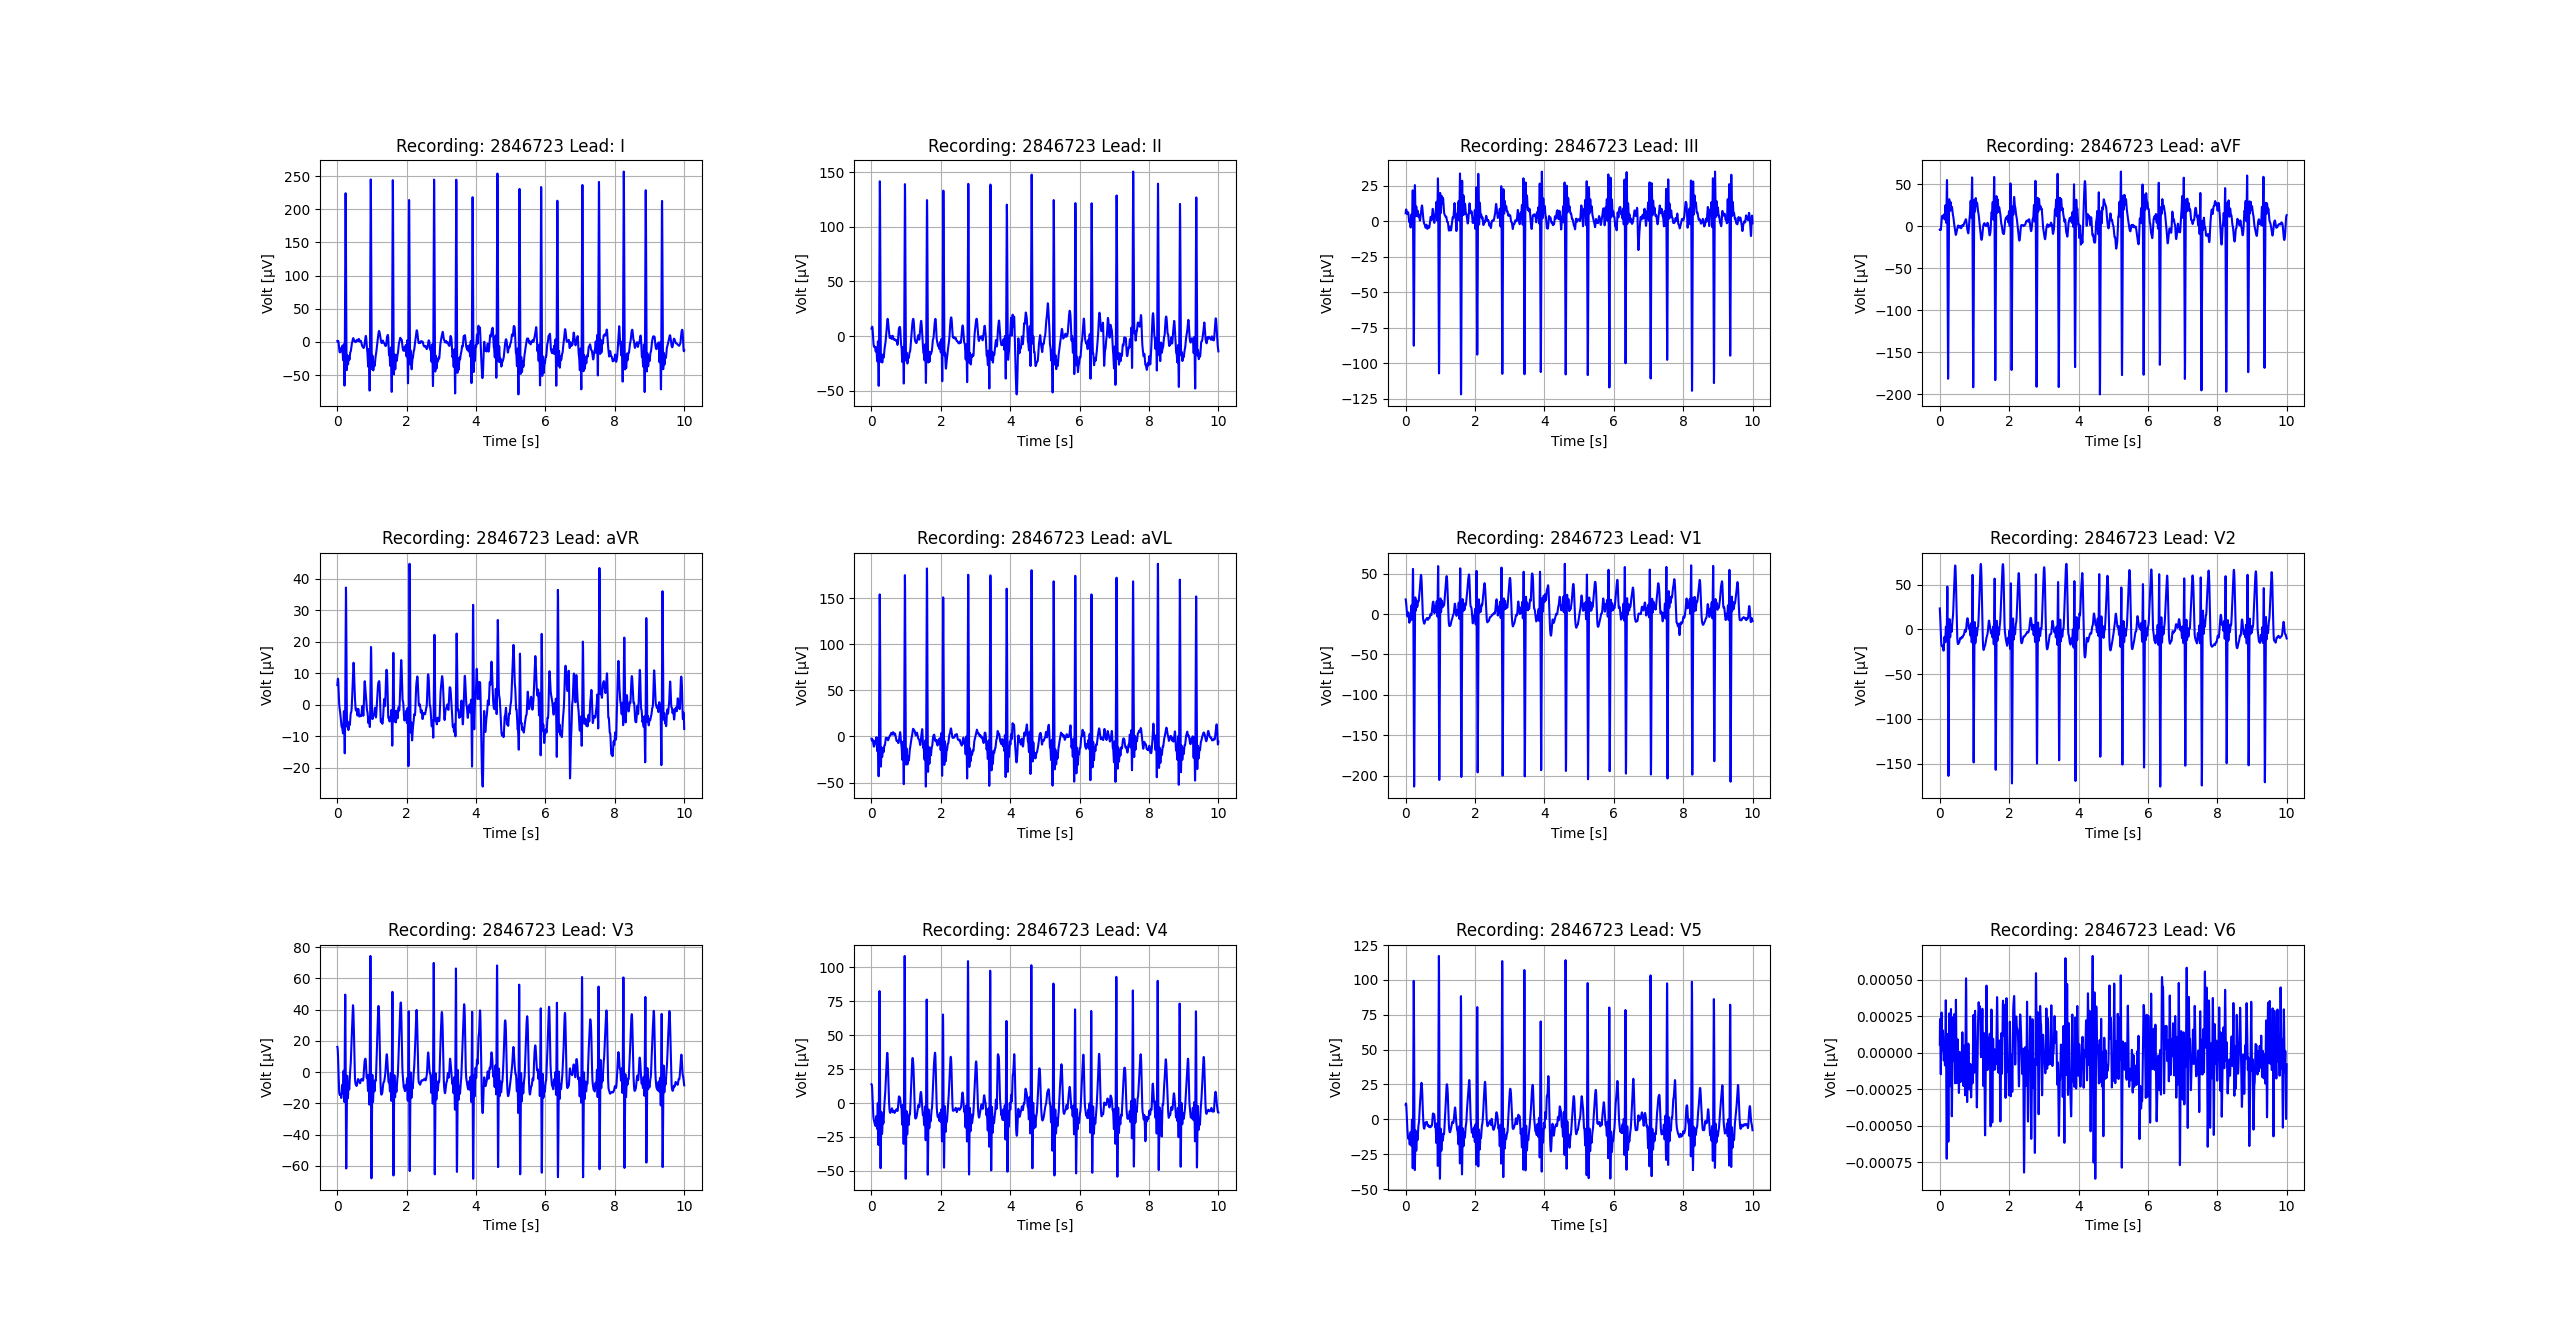 Recording: 2846723 Lead: I
Volt [µV]
250
200
150
100
50
0
−50
0 2 4 6 8 10
Time [s]
Recording: 2846723 Lead: II
Volt [µV]
150
100
50
0
−50
0 2 4 6 8 10
Time [s]
Recording: 2846723 Lead: III
Volt [µV]
25
0
−25
−50
−75
−100
−125
0 2 4 6 8 10
Time [s]
Recording: 2846723 Lead: aVF
Volt [µV]
50
0
−50
−100
−150
−200
0 2 4 6 8 10
Time [s]
Recording: 2846723 Lead: aVR
Volt [µV]
40
30
20
10
0
−10
−20
0 2 4 6 8 10
Time [s]
Recording: 2846723 Lead: aVL
Volt [µV]
150
100
50
0
−50
0 2 4 6 8 10
Time [s]
Recording: 2846723 Lead: V1
Volt [µV]
50
0
−50
−100
−150
−200
0 2 4 6 8 10
Time [s]
Recording: 2846723 Lead: V2
Volt [µV]
50
0
−50
−100
−150
0 2 4 6 8 10
Time [s]
Recording: 2846723 Lead: V3
Volt [µV]
80
60
40
20
0
−20
−40
−60
0 2 4 6 8 10
Time [s]
Recording: 2846723 Lead: V4
Volt [µV]
100
75
50
25
0
−25
−50
0 2 4 6 8 10
Time [s]
Recording: 2846723 Lead: V5
Volt [µV]
125
100
75
50
25
0
−25
−50
0 2 4 6 8 10
Time [s]
Recording: 2846723 Lead: V6
Volt [µV]
0.00050
0.00025
0.00000
−0.00025
−0.00050
−0.00075
0 2 4 6 8 10
Time [s]